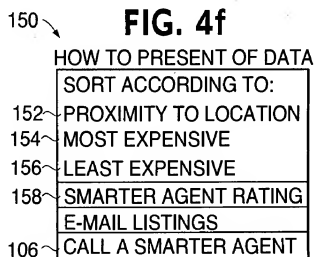 150
FIG. 4f
HOW TO PRESENT OF DATA
SORT ACCORDING TO:
152 PROXIMITY TO LOCATION
154 MOST EXPENSIVE
156 LEAST EXPENSIVE
158 SMARTER AGENT RATING
E-MAIL LISTINGS
106 CALL A SMARTER AGENT